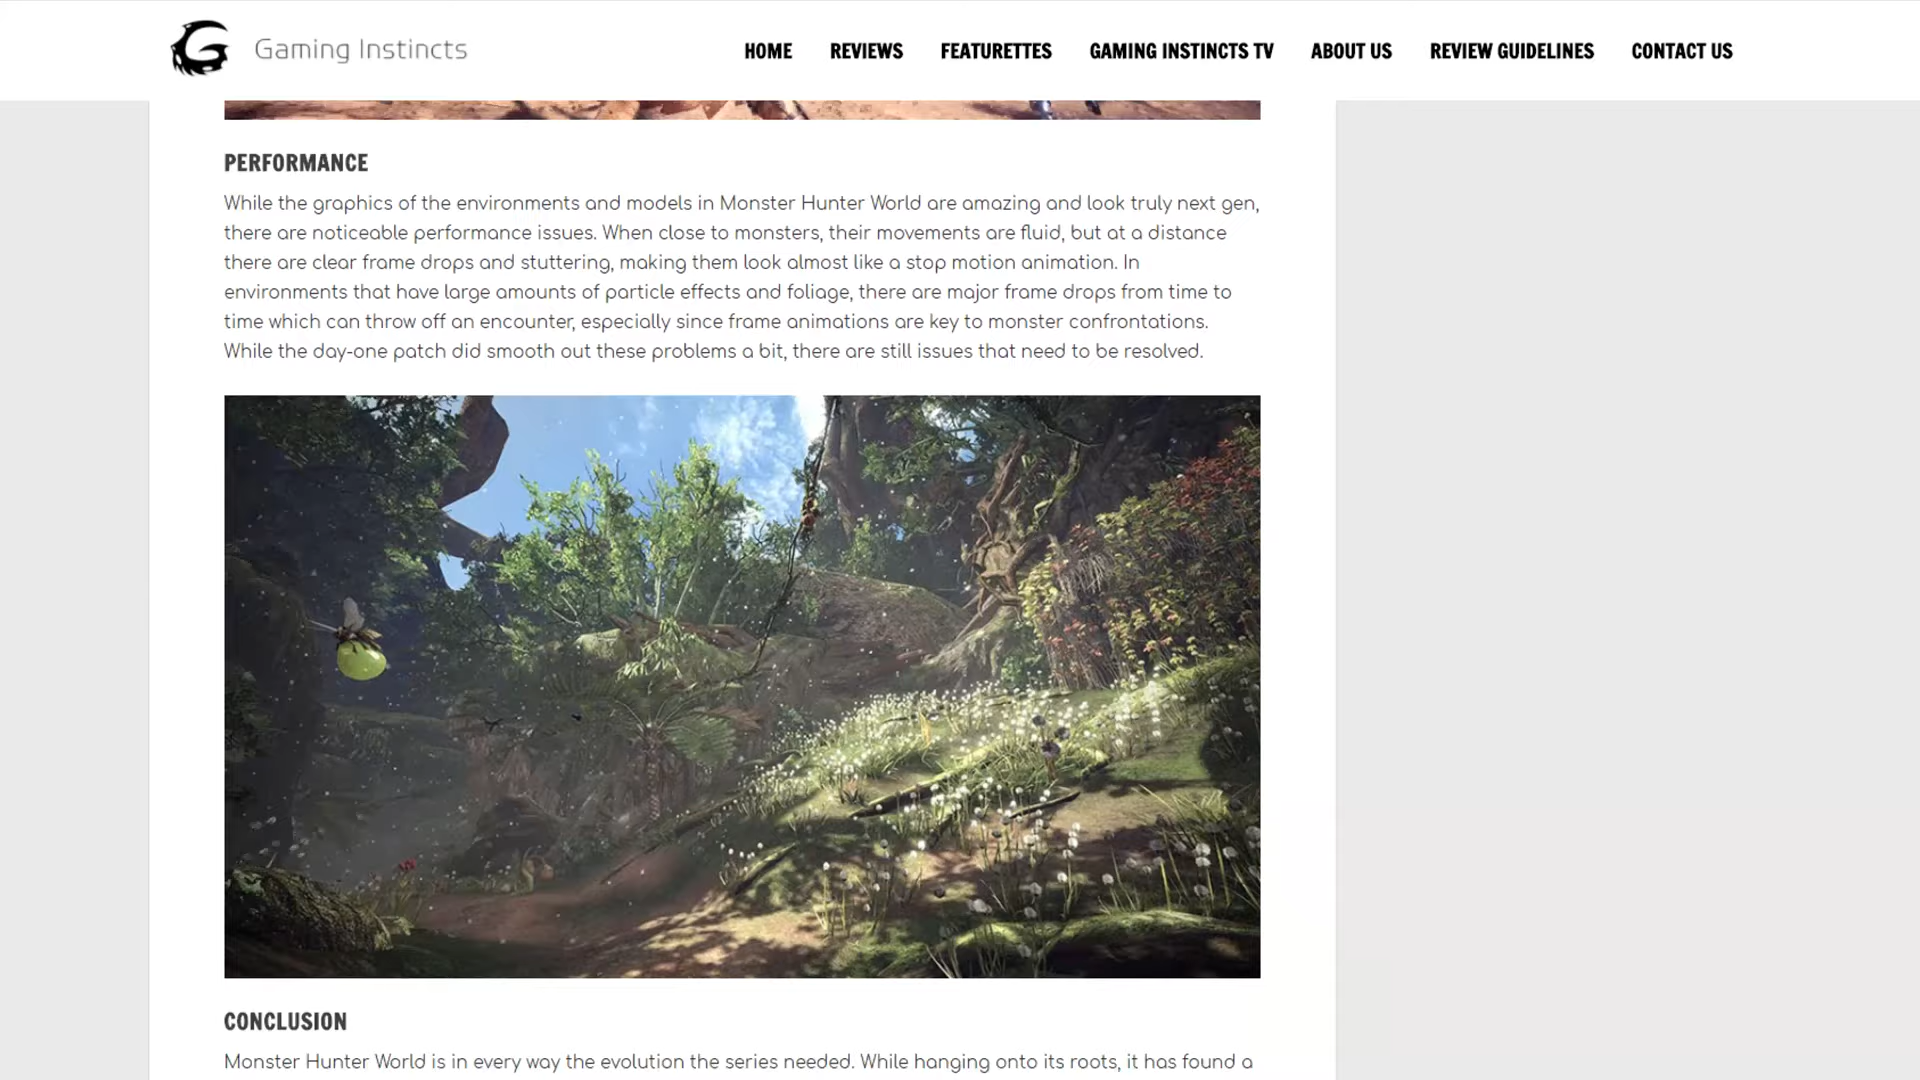 Gaming Instincts
HOME REVIEWS FEATURETTES GAMING INSTINCTS TV ABOUT US REVIEW GUIDELINES CONTACT US
PERFORMANCE
While the graphics of the environments and models in Monster Hunter World are amazing and look truly next gen,
there are noticeable performance issues. When close to monsters, their movements are fluid, but at a distance
there are clear frame drops and stuttering, making them look almost like a stop motion animation. In
environments that have large amounts of particle effects and foliage, there are major frame drops from time to
time which can throw off an encounter, especially since frame animations are key to monster confrontations.
While the day-one patch did smooth out these problems a bit, there are still issues that need to be resolved.
CONCLUSION
Monster Hunter World is in every way the evolution the series needed. While hanging onto its roots, it has found a